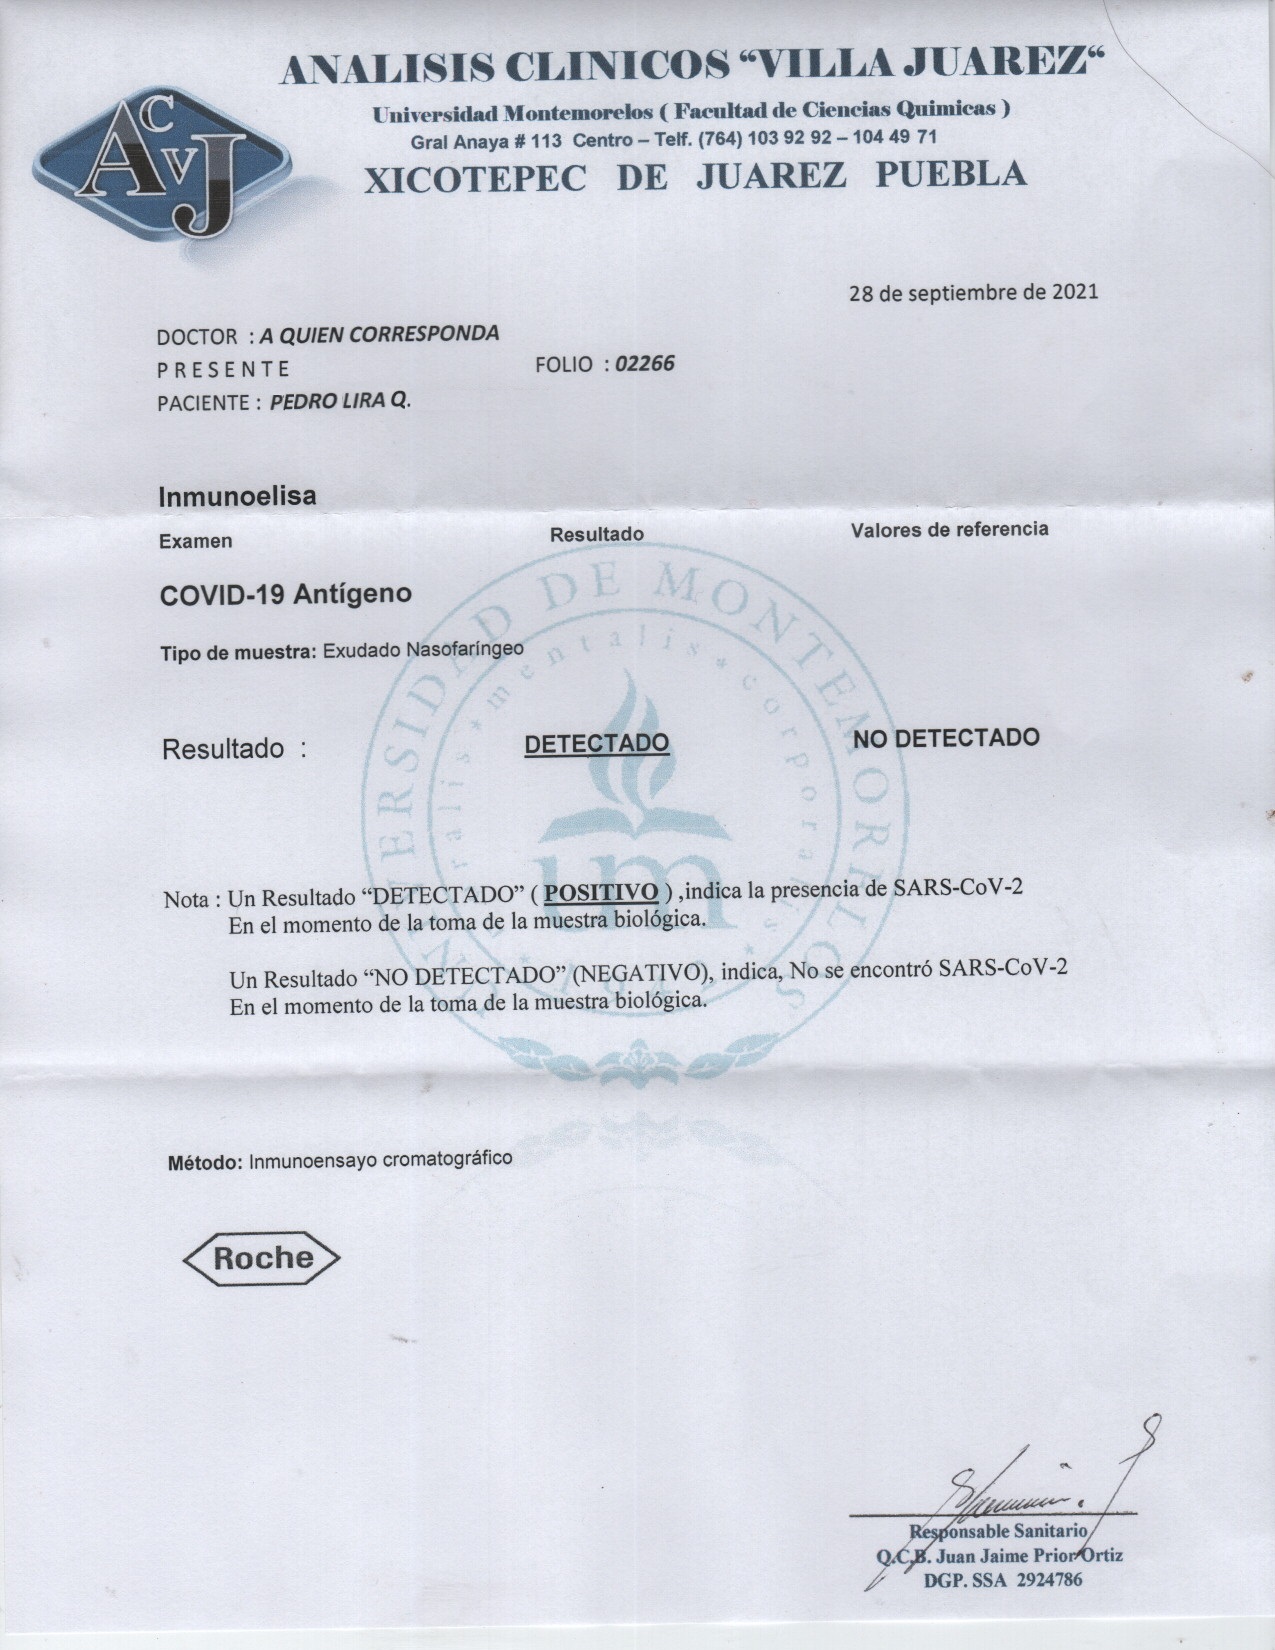 ANALISIS CLINICOS “VILLA JUAREZ“
Universidad Montemorelos ( Facultad de Ciencias Quimicas )
Gral Anaya # 113 Centro – Telf. (764) 103 92 92 – 104 49 71
XICOTEPEC DE JUAREZ PUEBLA
ACVJ
28 de septiembre de 2021
DOCTOR : A QUIEN CORRESPONDA
P R E S E N T E FOLIO : 02266
PACIENTE : PEDRO LIRA Q.
Inmunoelisa
Examen Resultado Valores de referencia
COVID-19 Antígeno
Tipo de muestra: Exudado Nasofaríngeo
Resultado : DETECTADO NO DETECTADO
Nota : Un Resultado “DETECTADO” ( POSITIVO ) ,indica la presencia de SARS-CoV-2
En el momento de la toma de la muestra biológica.
Un Resultado “NO DETECTADO” (NEGATIVO), indica, No se encontró SARS-CoV-2
En el momento de la toma de la muestra biológica.
UNIVERSIDAD DE MONTEMORELOS
mentalis * corporalis
um
Método: Inmunoensayo cromatográfico
Roche
Responsable Sanitario
Q.C.B. Juan Jaime Prior Ortiz
DGP. SSA 2924786